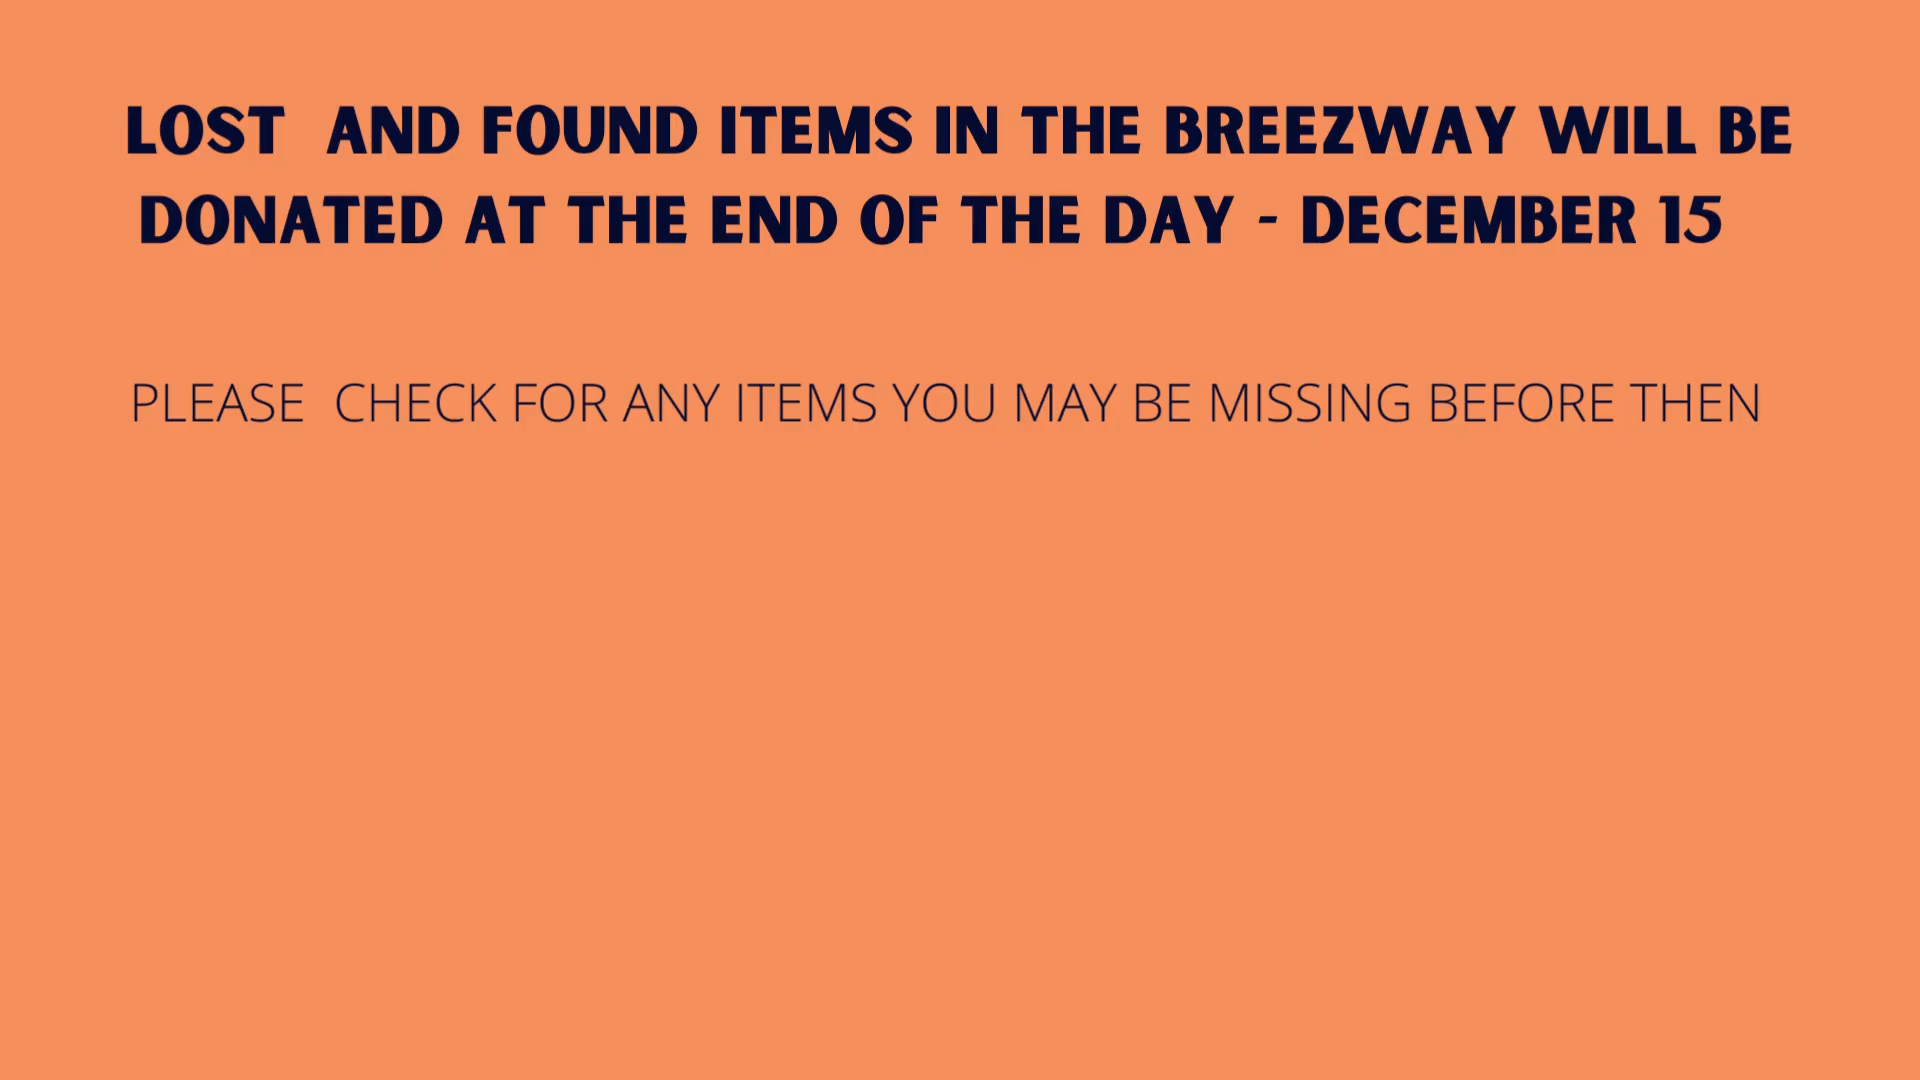 LOST  AND FOUND ITEMS IN THE BREEZWAY WILL BE
DONATED AT THE END OF THE DAY - DECEMBER 15
PLEASE  CHECK FOR ANY ITEMS YOU MAY BE MISSING BEFORE THEN